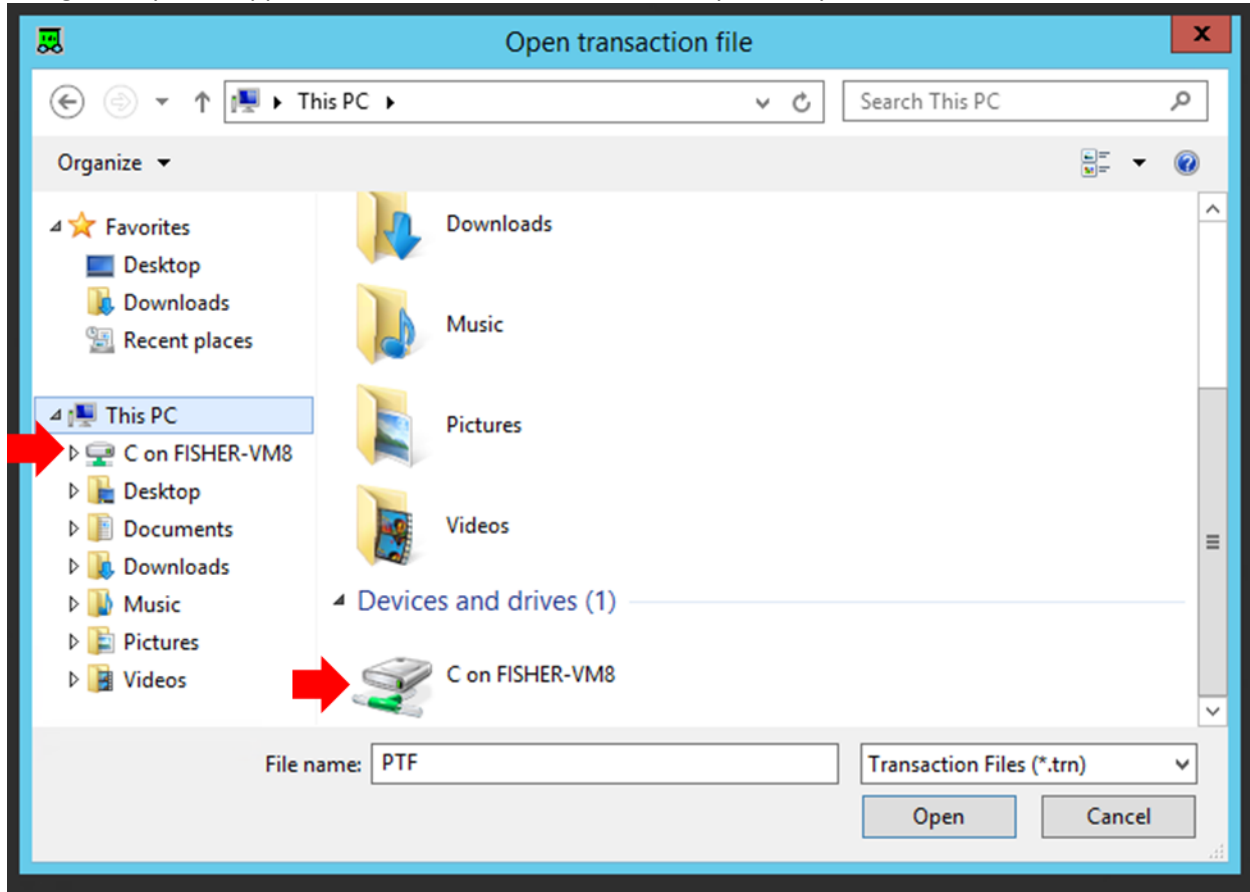 Open transaction file
x
This PC
Search This PC
Organize
Favorites
Desktop
Downloads
Recent places
This PC
C on FISHER-VM8
Desktop
Documents
Downloads
Music
Pictures
Videos
Downloads
Music
Pictures
Videos
Devices and drives (1)
C on FISHER-VM8
File name: PTF
Transaction Files (*.trn)
Open
Cancel